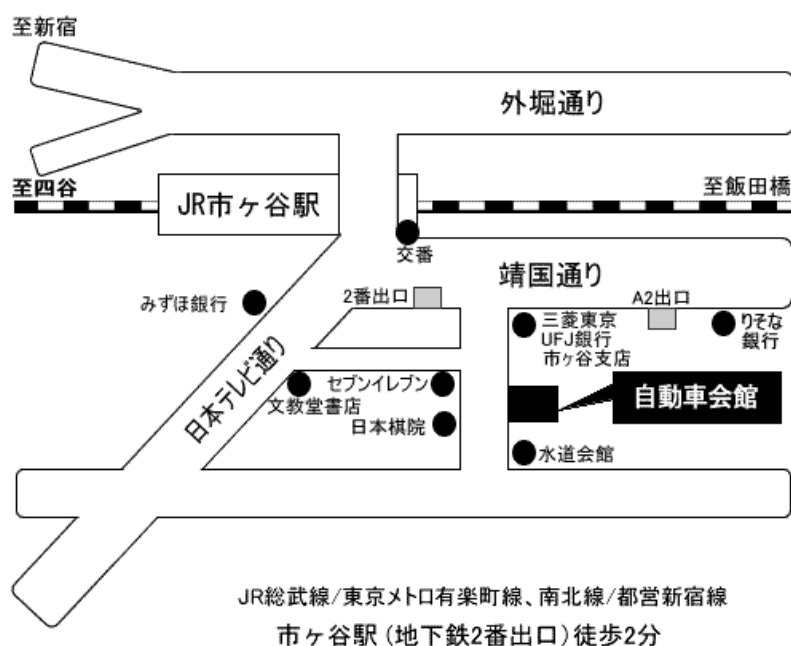 至新宿
外堀通り
至四谷
JR市ヶ谷駅
至飯田橋
交番
靖国通り
みずほ銀行
2番出口
A2出口
三菱東京
UFJ銀行
市ヶ谷支店
りそな
銀行
日本テレビ通り
セブンイレブン
文教堂書店
日本棋院
自動車会館
水道会館
JR総武線/東京メトロ有楽町線、南北線/都営新宿線
市ヶ谷駅(地下鉄2番出口)徒歩2分